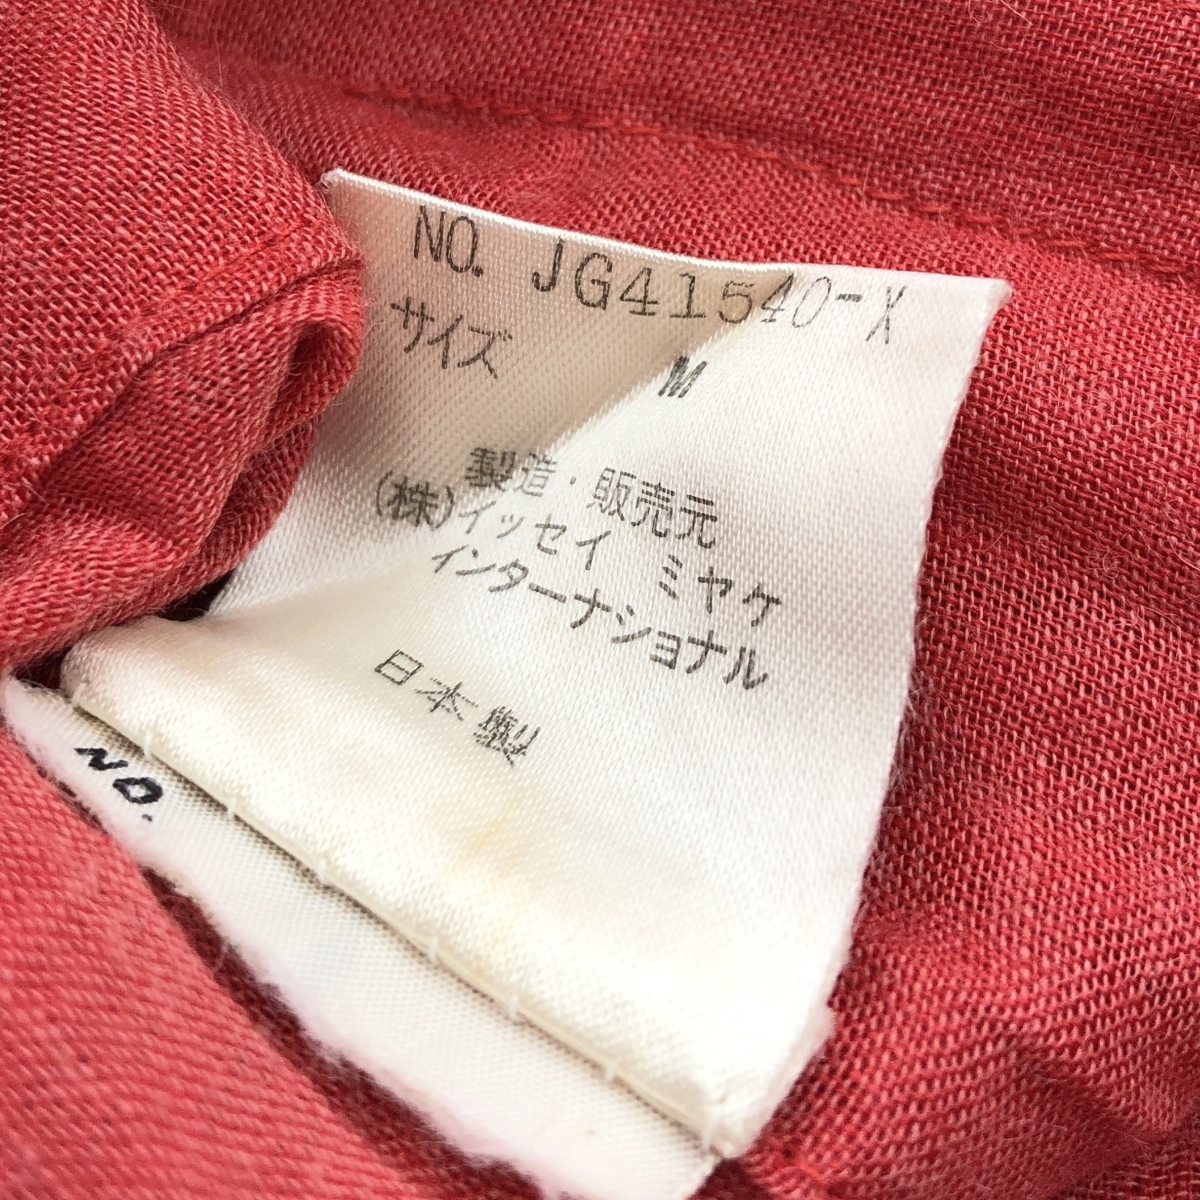 NO. JG41540-X
サイズ M
製造・販売元
(株)イッセイ ミヤケ
インターナショナル
日本製
NO.